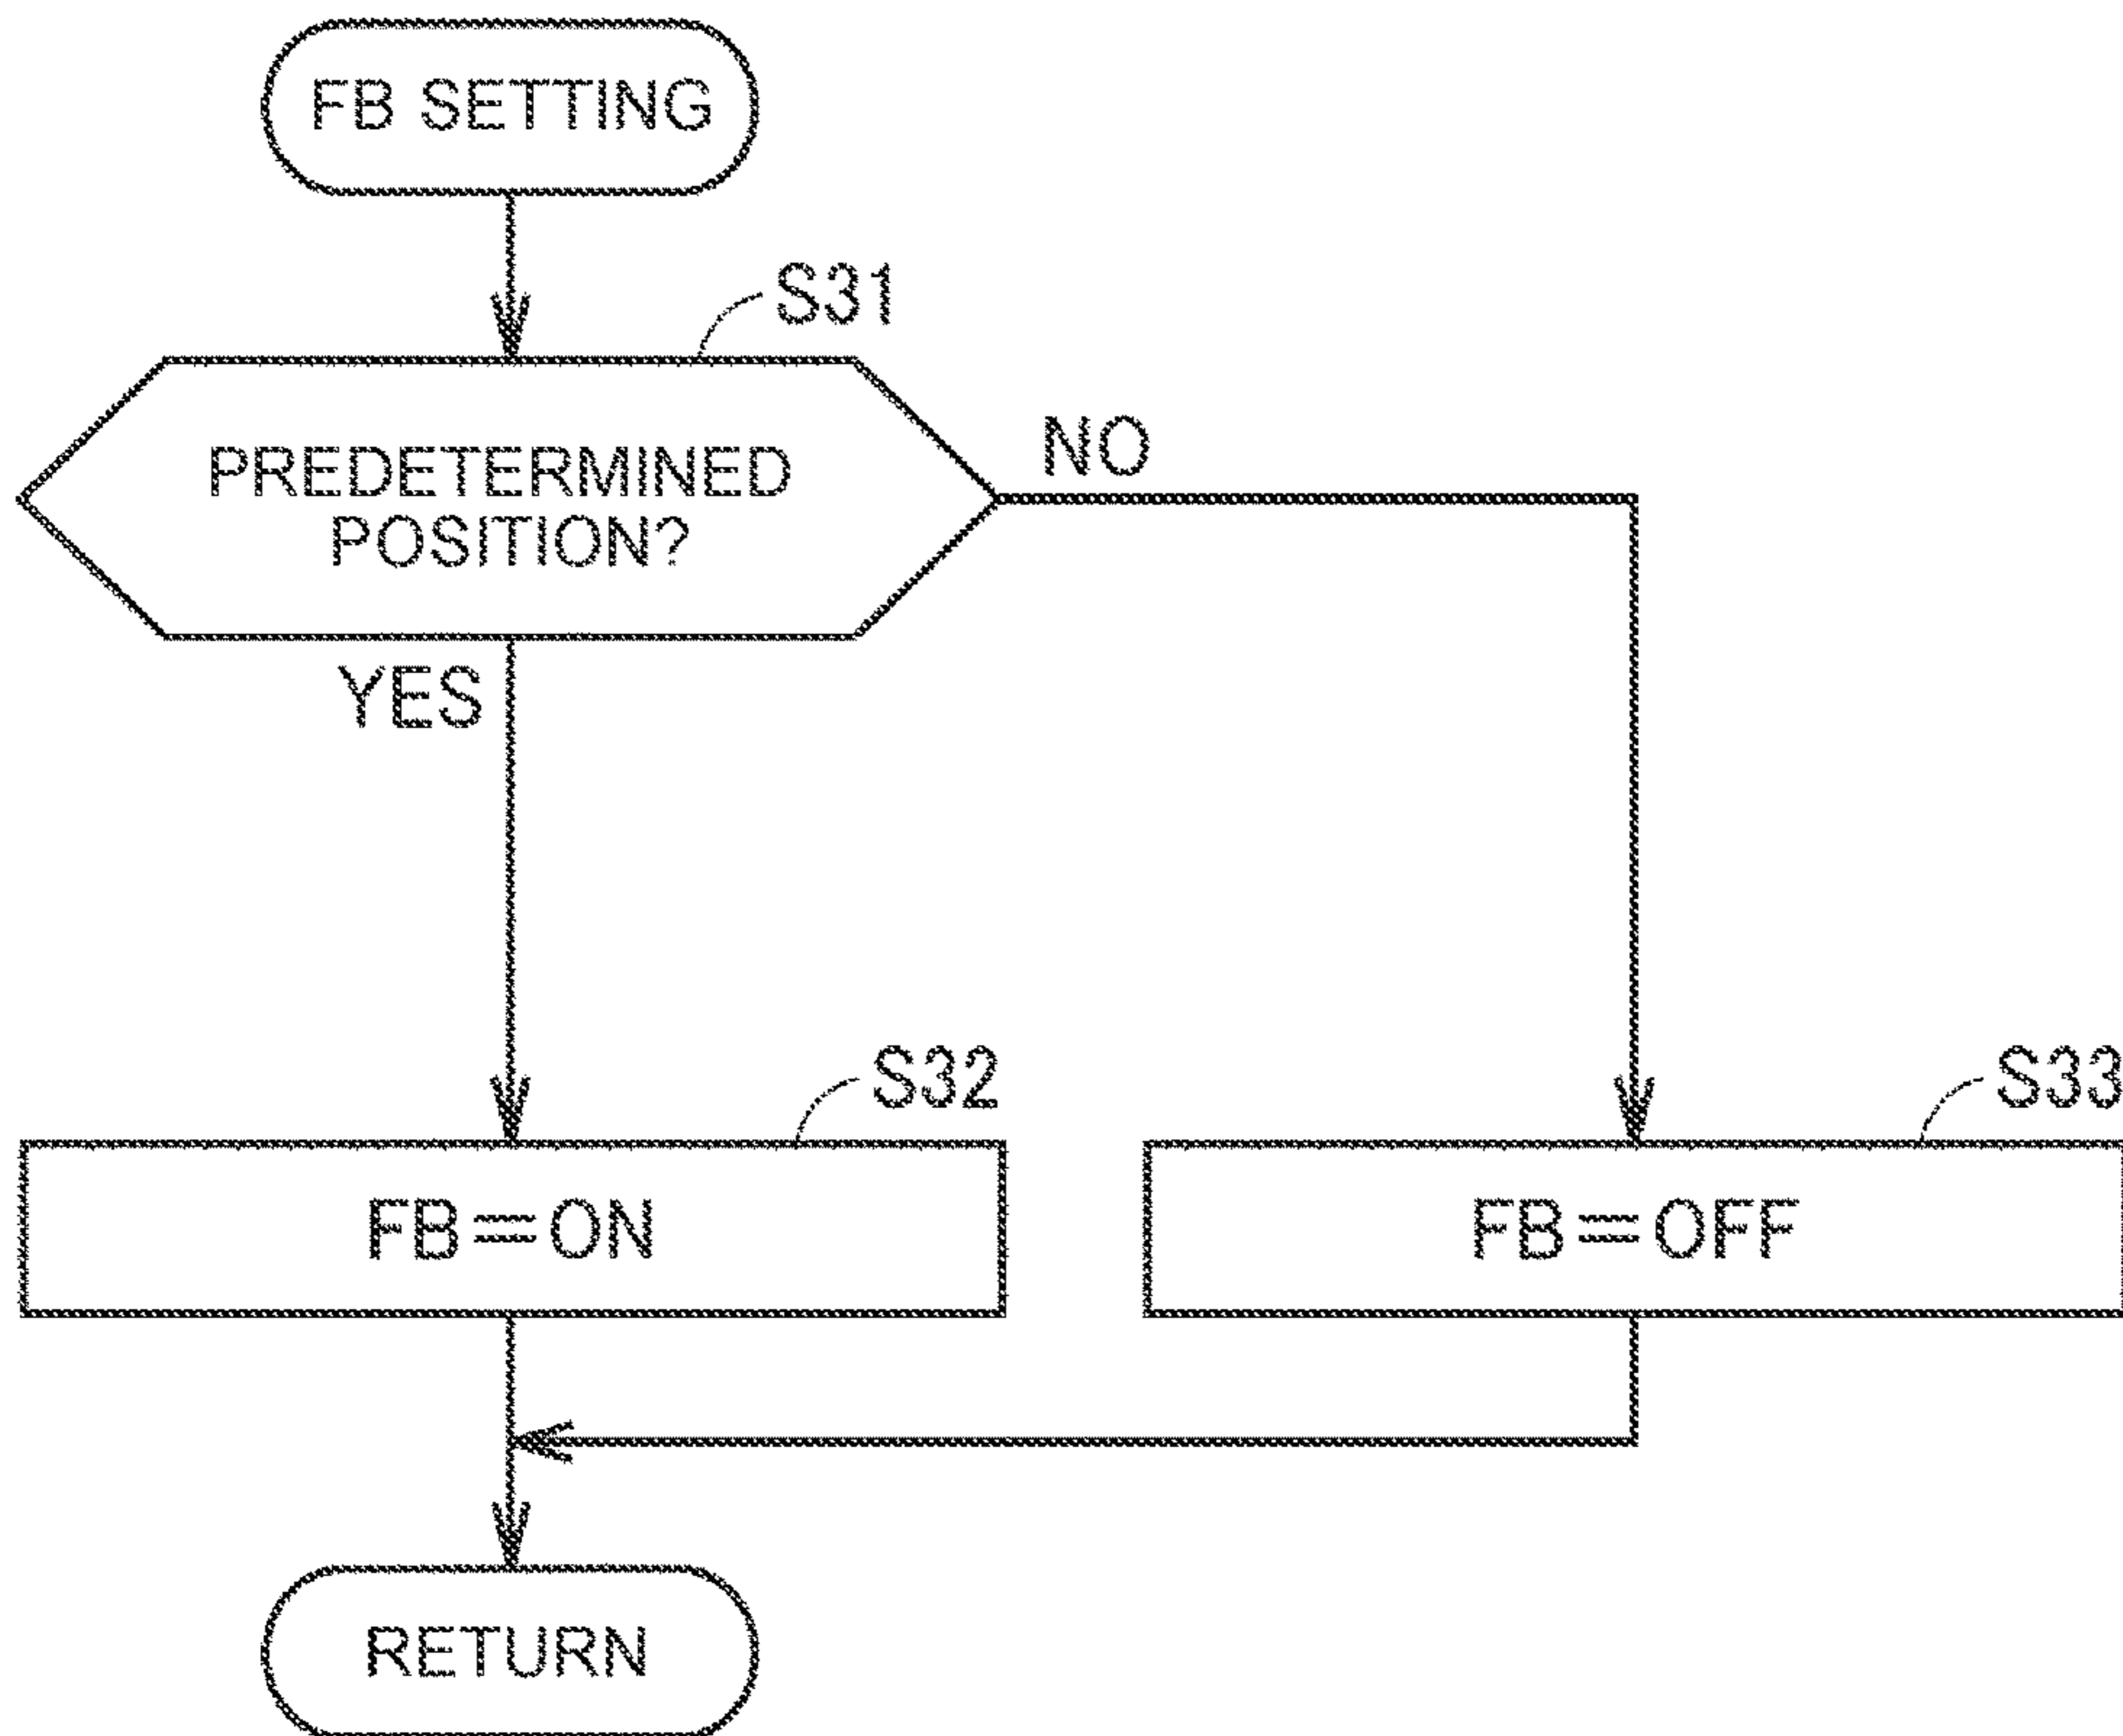 FB SETTING
S31
PREDETERMINED
POSITION?
NO
YES
S32
S33
FB=ON
FB=OFF
RETURN